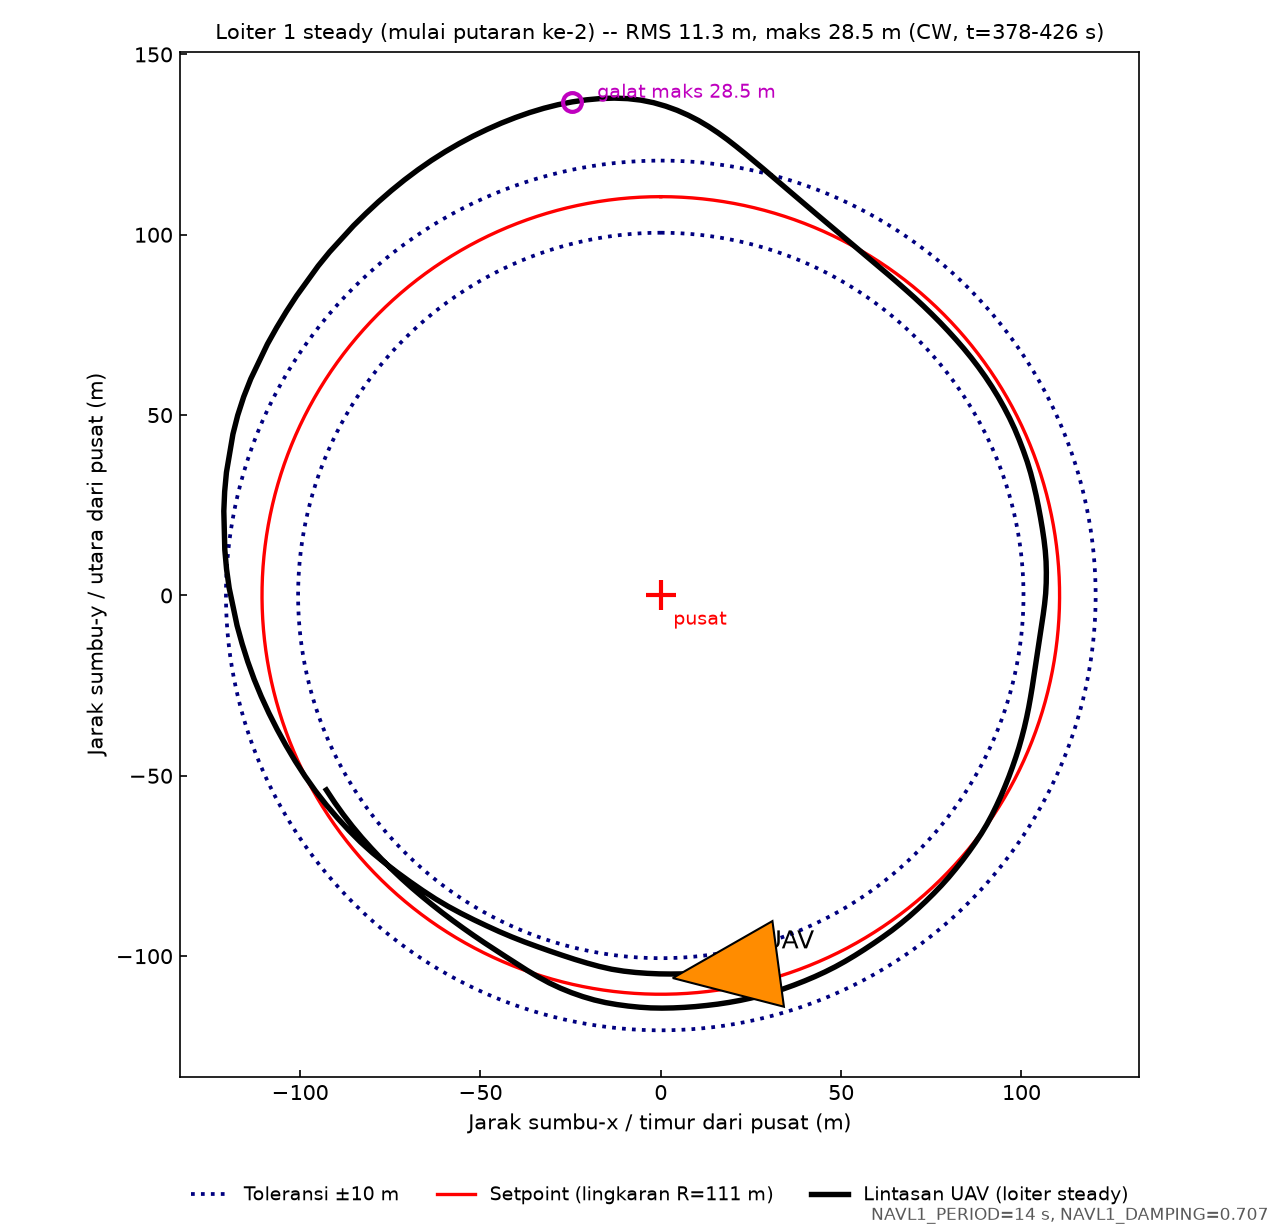 Loiter 1 steady (mulai putaran ke-2) -- RMS 11.3 m, maks 28.5 m (CW, t=378-426 s)
galat maks 28.5 m
150
100
50
0
−50
−100
Jarak sumbu-y / utara dari pusat (m)
pusat
UAV
−100
−50
0
50
100
Jarak sumbu-x / timur dari pusat (m)
Toleransi ±10 m
Setpoint (lingkaran R=111 m)
Lintasan UAV (loiter steady)
NAVL1_PERIOD=14 s, NAVL1_DAMPING=0.707